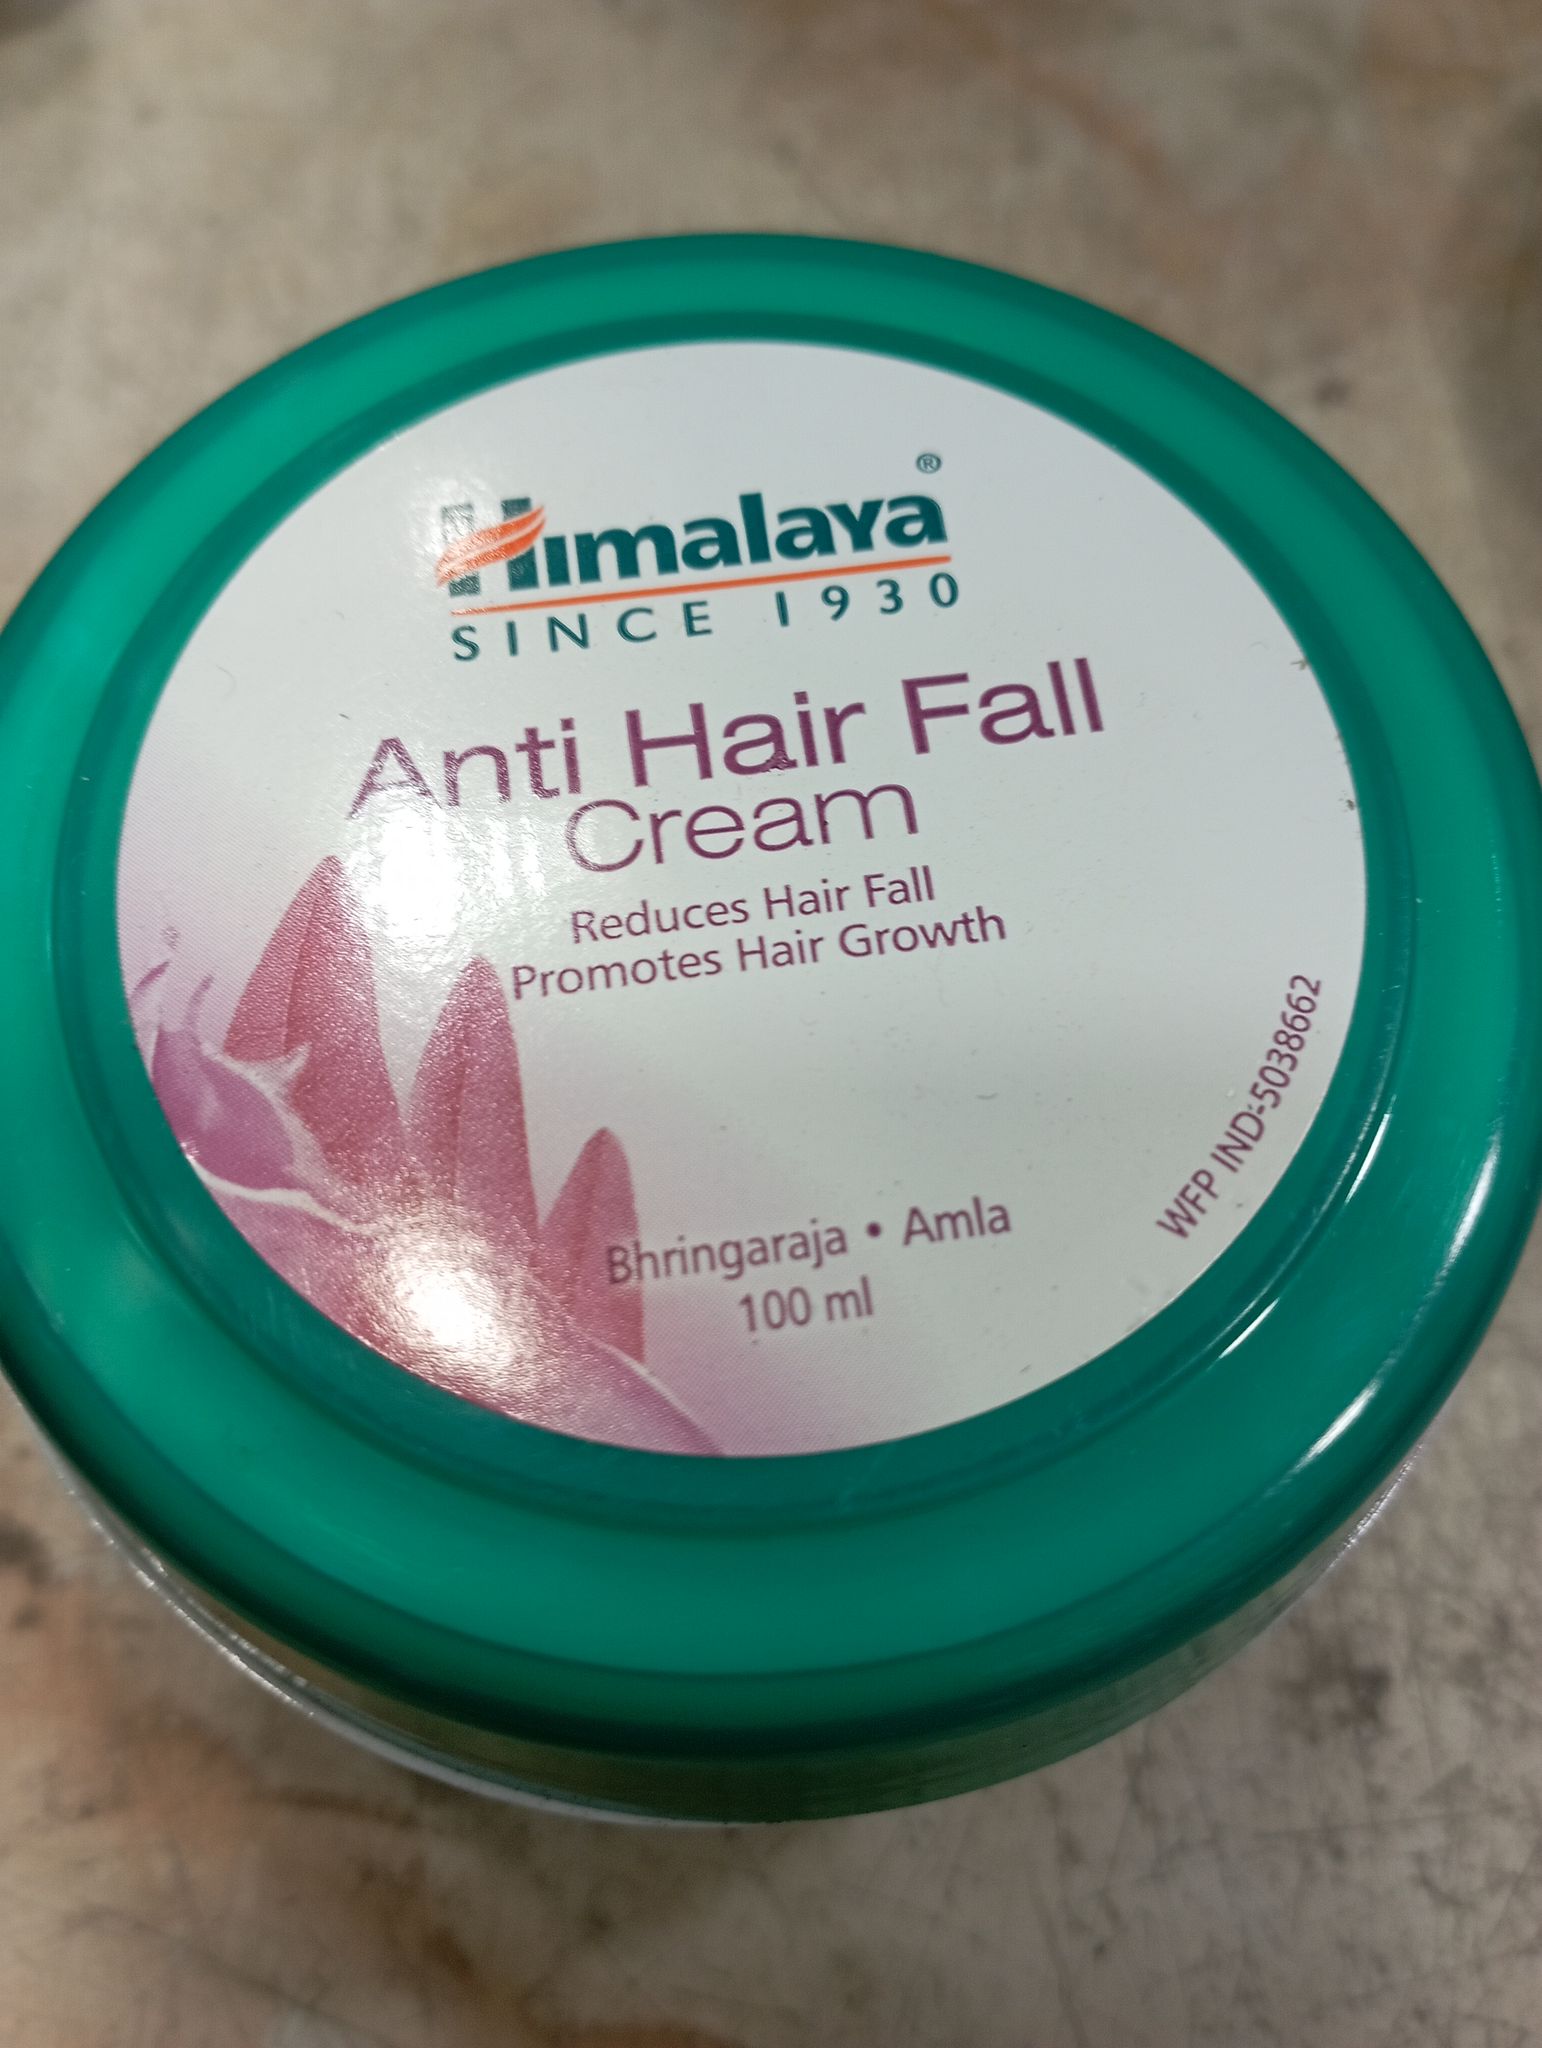 Himalaya®
SINCE 1930
Anti Hair Fall
Cream
Reduces Hair Fall
Promotes Hair Growth
Bhringaraja • Amla
100 ml
WFP IND-5038662